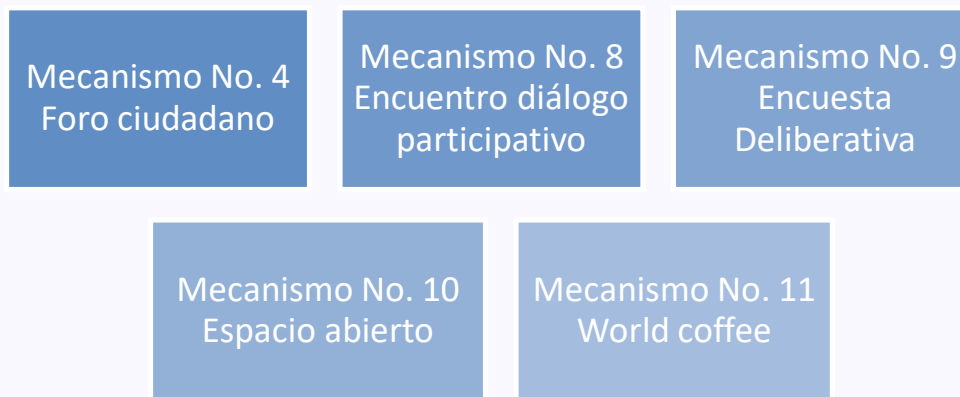 Mecanismo No. 4
Foro ciudadano
Mecanismo No. 8
Encuentro diálogo
participativo
Mecanismo No. 9
Encuesta
Deliberativa
Mecanismo No. 10
Espacio abierto
Mecanismo No. 11
World coffee